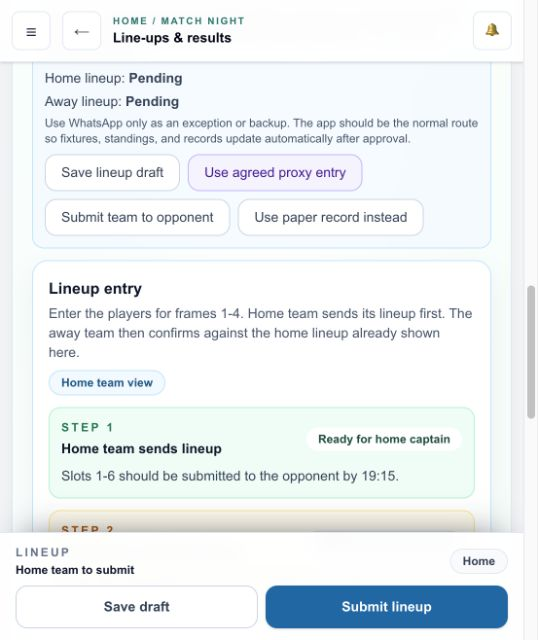 HOME / MATCH NIGHT
Line-ups & results
Home lineup: Pending
Away lineup: Pending
Use WhatsApp only as an exception or backup. The app should be the normal route
so fixtures, standings, and records update automatically after approval.
Save lineup draft
Use agreed proxy entry
Submit team to opponent
Use paper record instead
Lineup entry
Enter the players for frames 1-4. Home team sends its lineup first. The
away team then confirms against the home lineup already shown
here.
Home team view
STEP 1
Home team sends lineup
Ready for home captain
Slots 1-6 should be submitted to the opponent by 19:15.
STEP 2
LINEUP
Home team to submit
Home
Save draft
Submit lineup